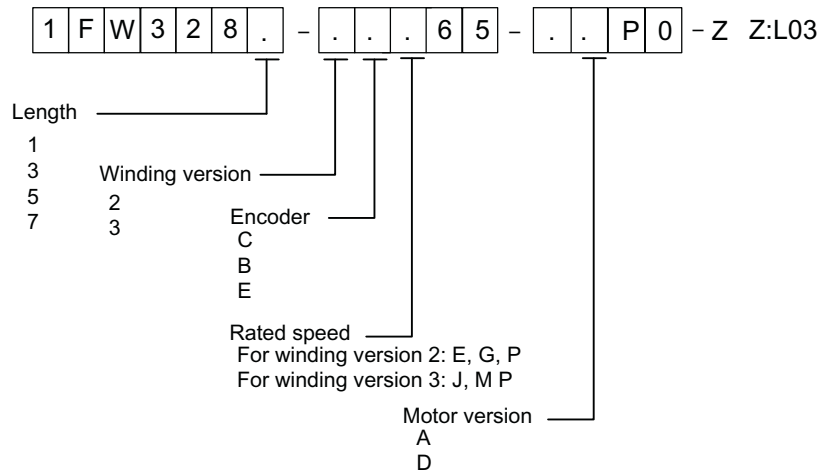 1 F W 3 2 8 . - . . . 6 5 - . . P 0 - Z Z:L03
Length
1
3
5
7
Winding version
2
3
Encoder
C
B
E
Rated speed
For winding version 2: E, G, P
For winding version 3: J, M P
Motor version
A
D